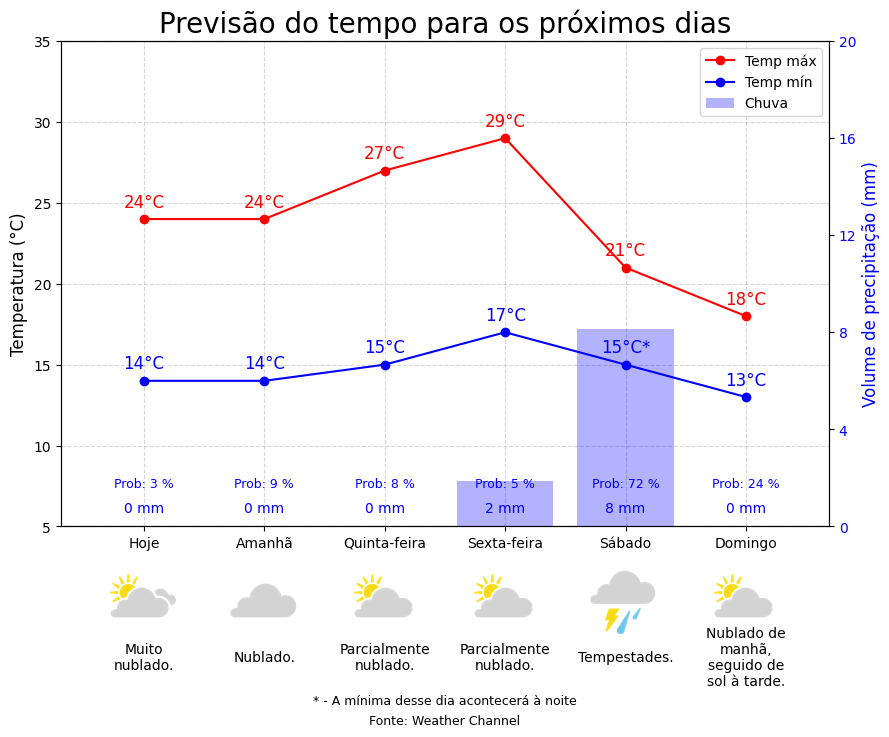 Previsão do tempo para os próximos dias
Temperatura (°C)
Volume de precipitação (mm)
35
30
25
20
15
10
5
20
16
12
8
4
0
Temp máx
Temp mín
Chuva
24°C
24°C
27°C
29°C
21°C
18°C
14°C
14°C
15°C
17°C
15°C*
13°C
Prob: 3 %
Prob: 9 %
Prob: 8 %
Prob: 5 %
Prob: 72 %
Prob: 24 %
0 mm
0 mm
0 mm
2 mm
8 mm
0 mm
Hoje
Amanhã
Quinta-feira
Sexta-feira
Sábado
Domingo
Muito
nublado.
Nublado.
Parcialmente
nublado.
Parcialmente
nublado.
Tempestades.
Nublado de
manhã,
seguido de
sol à tarde.
* - A mínima desse dia acontecerá à noite
Fonte: Weather Channel